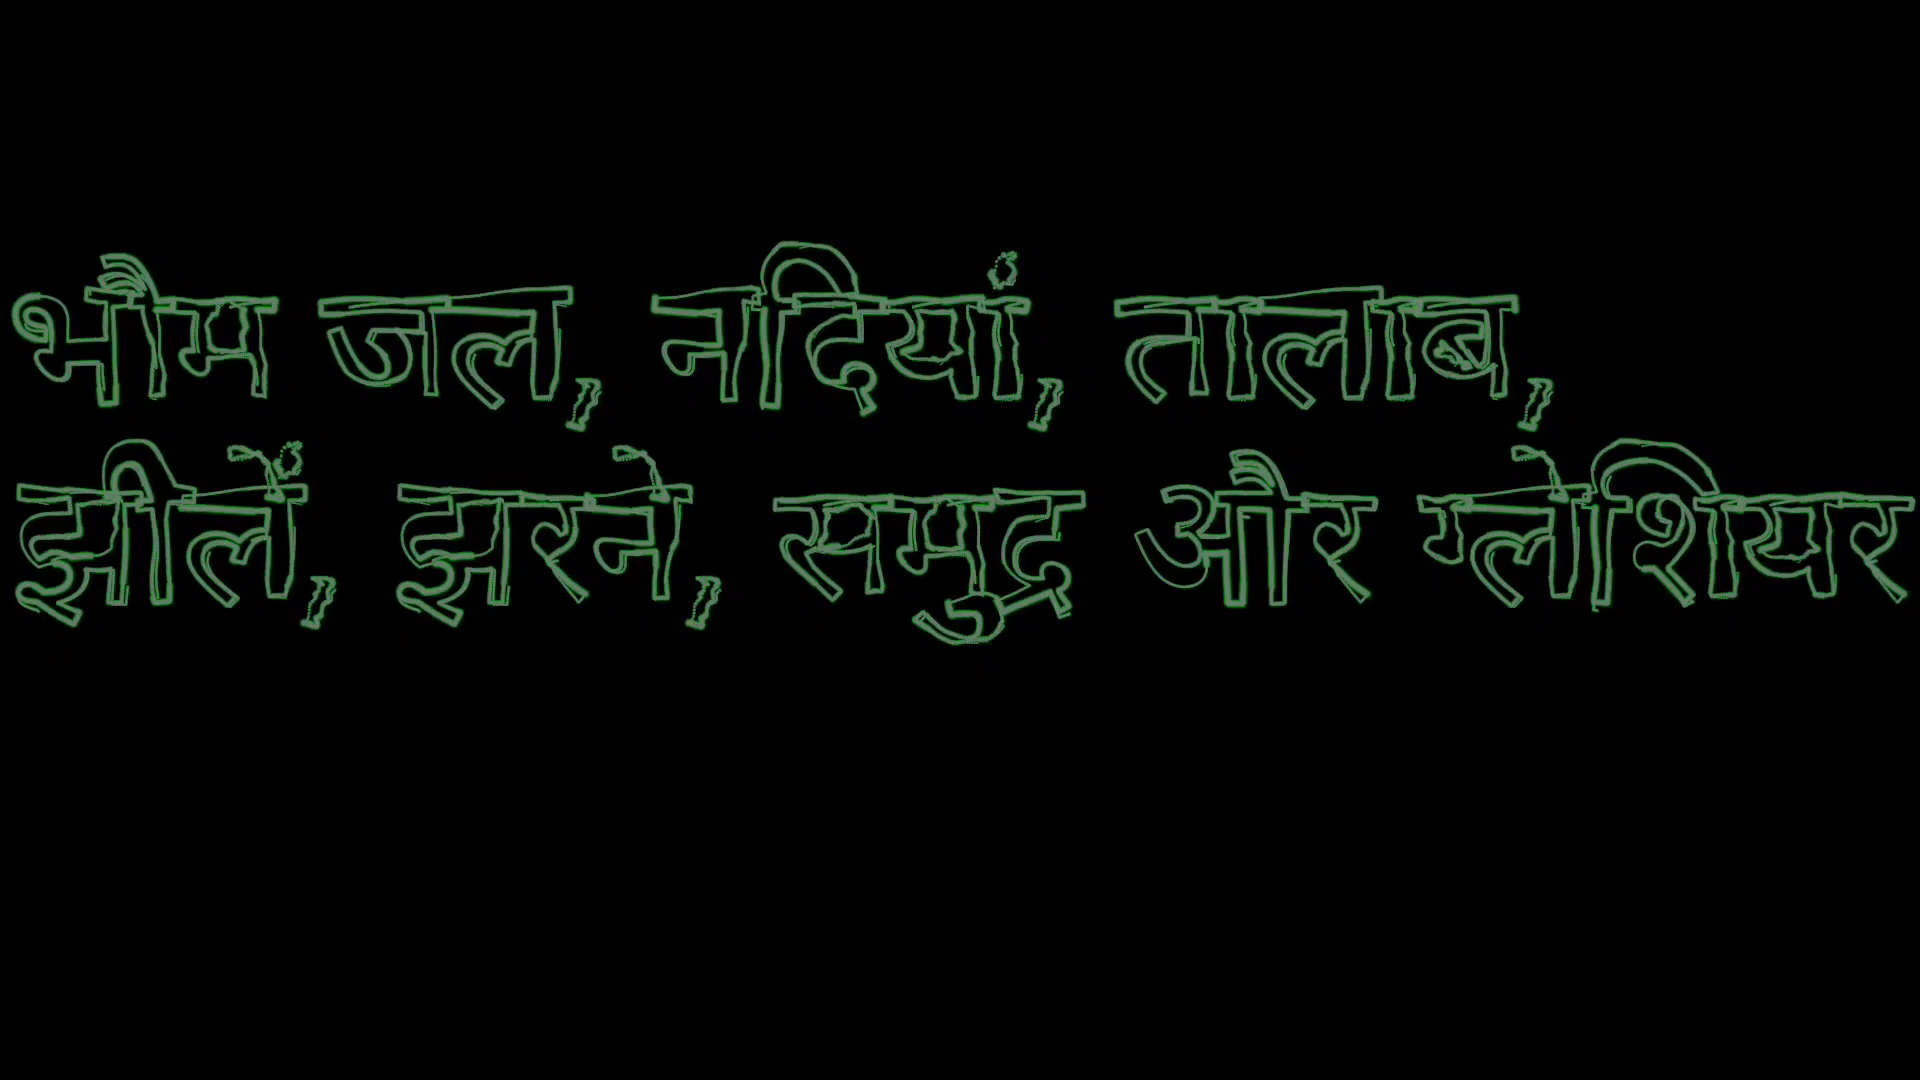 भौम जल, नदियां, तालाब,
झीलें, झरने, समुद्र और ग्लेशियर